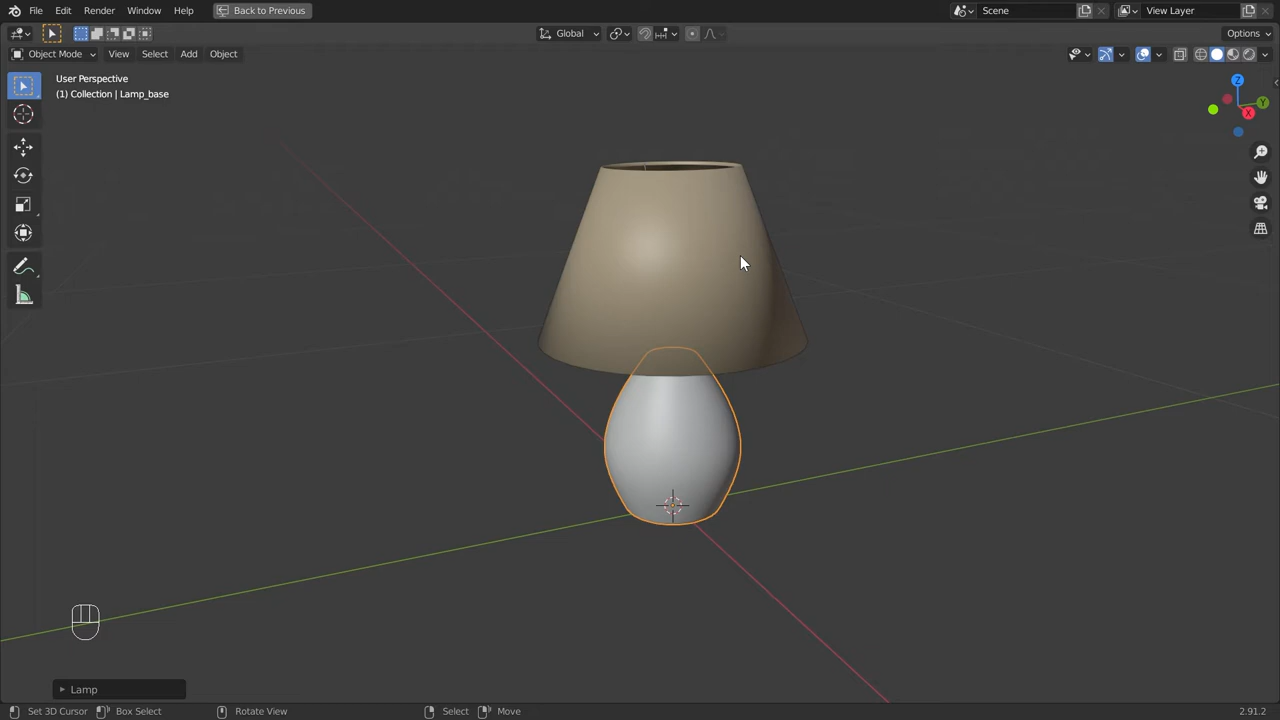 File Edit Render Window Help Back to Previous Scene View Layer
Global Options
Object Mode View Select Add Object
User Perspective
(1) Collection | Lamp_base
Z
Y
X
Lamp
Set 3D Cursor Box Select Rotate View Select Move 2.91.2